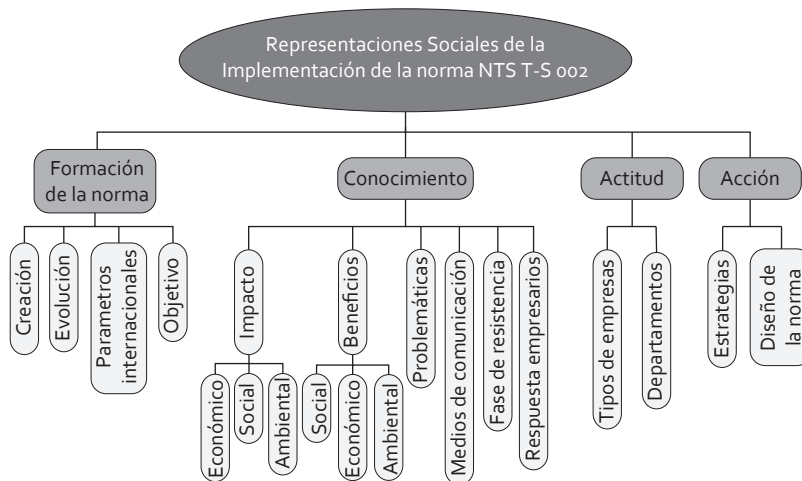 Representaciones Sociales de la
Implementación de la norma NTS T-S 002
Formación
de la norma
Conocimiento
Actitud
Acción
Creación
Evolución
Parametros
internacionales
Objetivo
Impacto
Beneficios
Problemáticas
Medios de comunicación
Fase de resistencia
Respuesta empresarios
Tipos de empresas
Departamentos
Estrategias
Diseño de
la norma
Económico
Social
Ambiental
Social
Económico
Ambiental